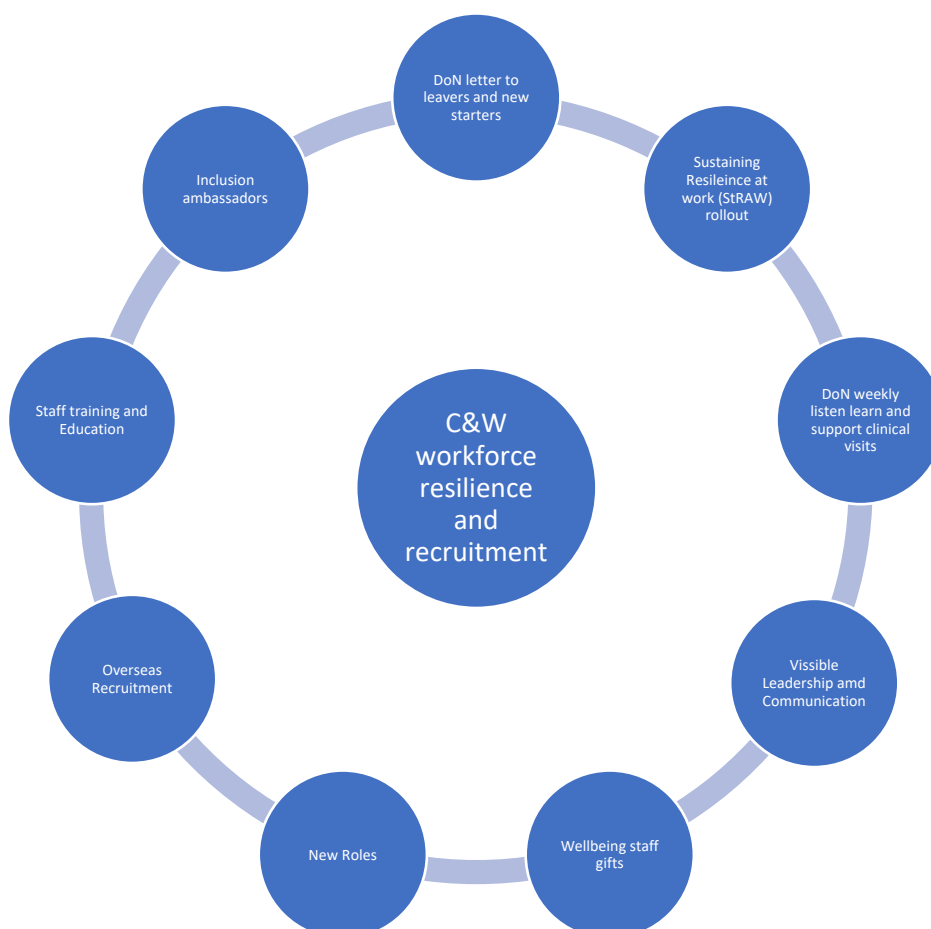 DoN letter to
leavers and new
starters
Sustaining
Resileince at
work (StRAW)
rollout
DoN weekly
listen learn and
support clinical
visits
Vissible
Leadership amd
Communication
Wellbeing staff
gifts
New Roles
Overseas
Recruitment
Staff training and
Education
Inclusion
ambassadors
C&W
workforce
resilience
and
recruitment